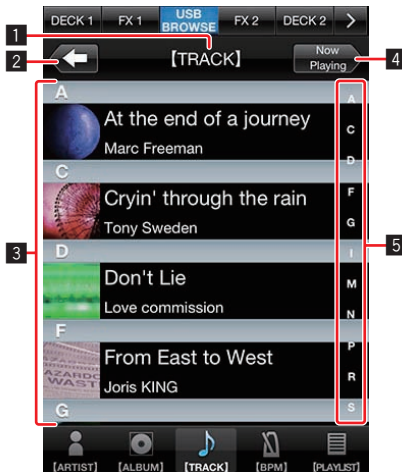 DECK 1 FX 1 USB BROWSE FX 2 DECK 2 >
1
2 [TRACK] Now Playing 4
A
At the end of a journey
Marc Freeman
C
Cryin' through the rain
Tony Sweden
3
D
Don't Lie
Love commission
F
From East to West
Joris KING
AZARDO
WAST
G
A
C
D
F
G
I
M
N
P
R
S
5
[ARTIST] [ALBUM] [TRACK] [BPM] [PLAYLIST]